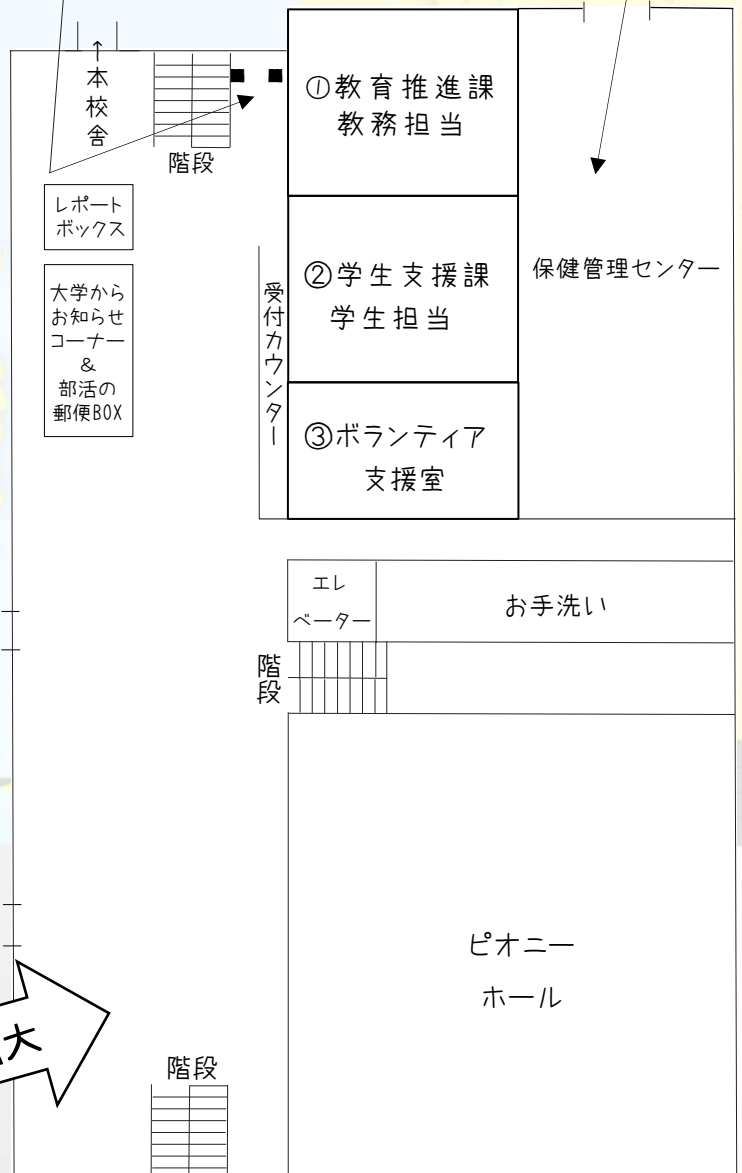 ↑本校舎
階段
①教育推進課
教務担当
レポート
ボックス
大学から
お知らせ
コーナー
&
部活の
郵便BOX
受付カウンター
②学生支援課
学生担当
保健管理センター
③ボランティア
支援室
エレ
ベーター
お手洗い
階段
ピオニー
ホール
大
階段